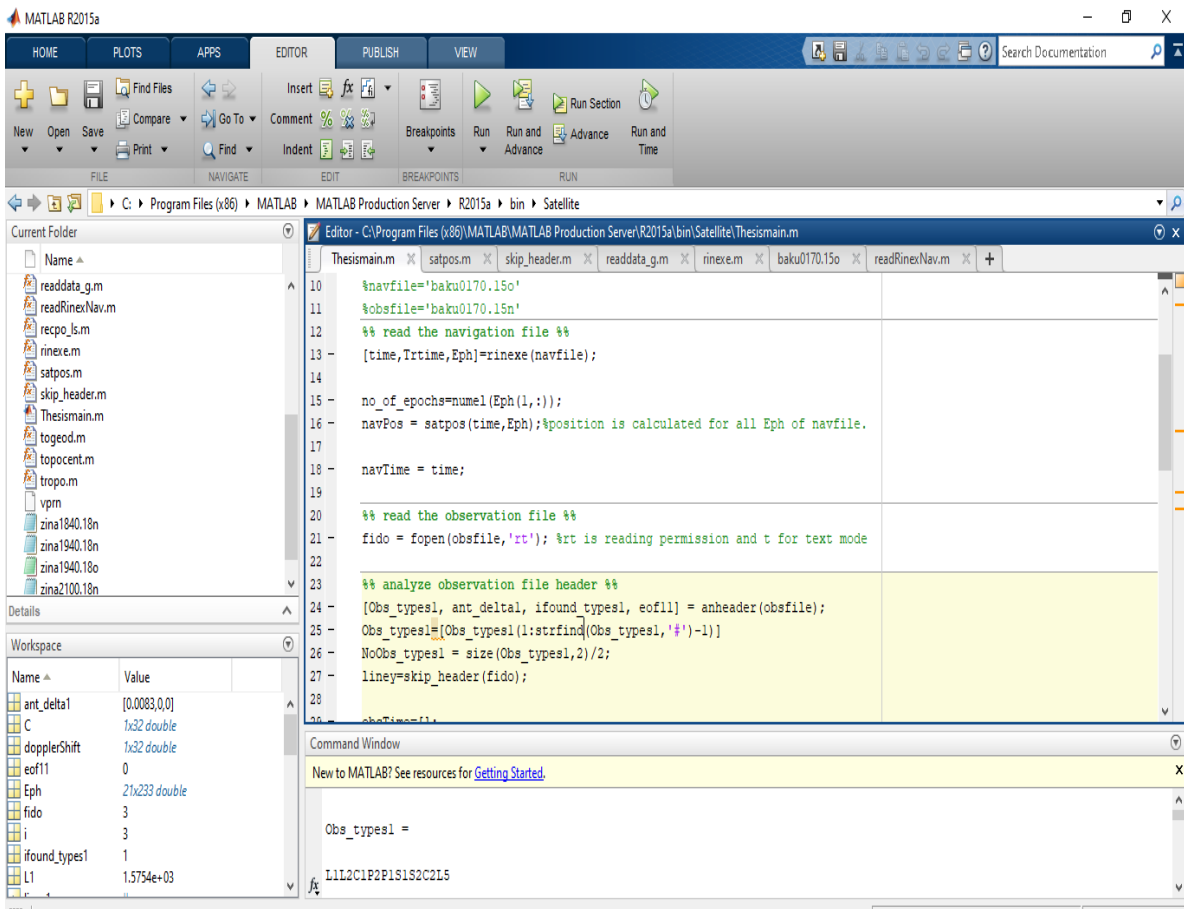 MATLAB R2015a
HOME PLOTS APPS EDITOR PUBLISH VIEW
Search Documentation
New Open Save
Find Files
Compare
Print
FILE
Go To
Find
NAVIGATE
Insert
Comment
Indent
EDIT
Breakpoints
BREAKPOINTS
Run
Run and Advance
Run Section
Advance
Run and Time
RUN
C: Program Files (x86) MATLAB MATLAB Production Server R2015a bin Satellite
Current Folder
Name
readdata_g.m
readRinexNav.m
recpo_ls.m
rinexe.m
satpos.m
skip_header.m
Thesismain.m
togeod.m
topocent.m
tropo.m
vprn
zina1840.18n
zina1940.18n
zina1940.18o
zina2100.18n
Details
Workspace
Name Value
ant_delta1 [0.0083,0,0]
C 1x32 double
dopplerShift 1x32 double
eof11 0
Eph 21x233 double
fido 3
i 3
ifound_types1 1
L1 1.5754e+03
Editor - C:\Program Files (x86)\MATLAB\MATLAB Production Server\R2015a\bin\Satellite\Thesismain.m
Thesismain.m satpos.m skip_header.m readdata_g.m rinexe.m baku0170.15o readRinexNav.m +
10 %navfile='baku0170.15o'
11 %obsfile='baku0170.15n'
12 %% read the navigation file %%
13 – [time,Trtime,Eph]=rinexe(navfile);
14
15 – no_of_epochs=numel(Eph(1,:));
16 – navPos = satpos(time,Eph);%position is calculated for all Eph of navfile.
17
18 – navTime = time;
19
20 %% read the observation file %%
21 – fido = fopen(obsfile,'rt'); %rt is reading permission and t for text mode
22
23 %% analyze observation file header %%
24 – [Obs_types1, ant_delta1, ifound_types1, eof11] = anheader(obsfile);
25 – Obs_types1=[Obs_types1(1:strfind(Obs_types1,'#')-1)]
26 – NoObs_types1 = size(Obs_types1,2)/2;
27 – liney=skip_header(fido);
28
29 – obsTime=[];
Command Window
New to MATLAB? See resources for Getting Started.
Obs_types1 =
fx L1L2C1P2P1S1S2C2L5